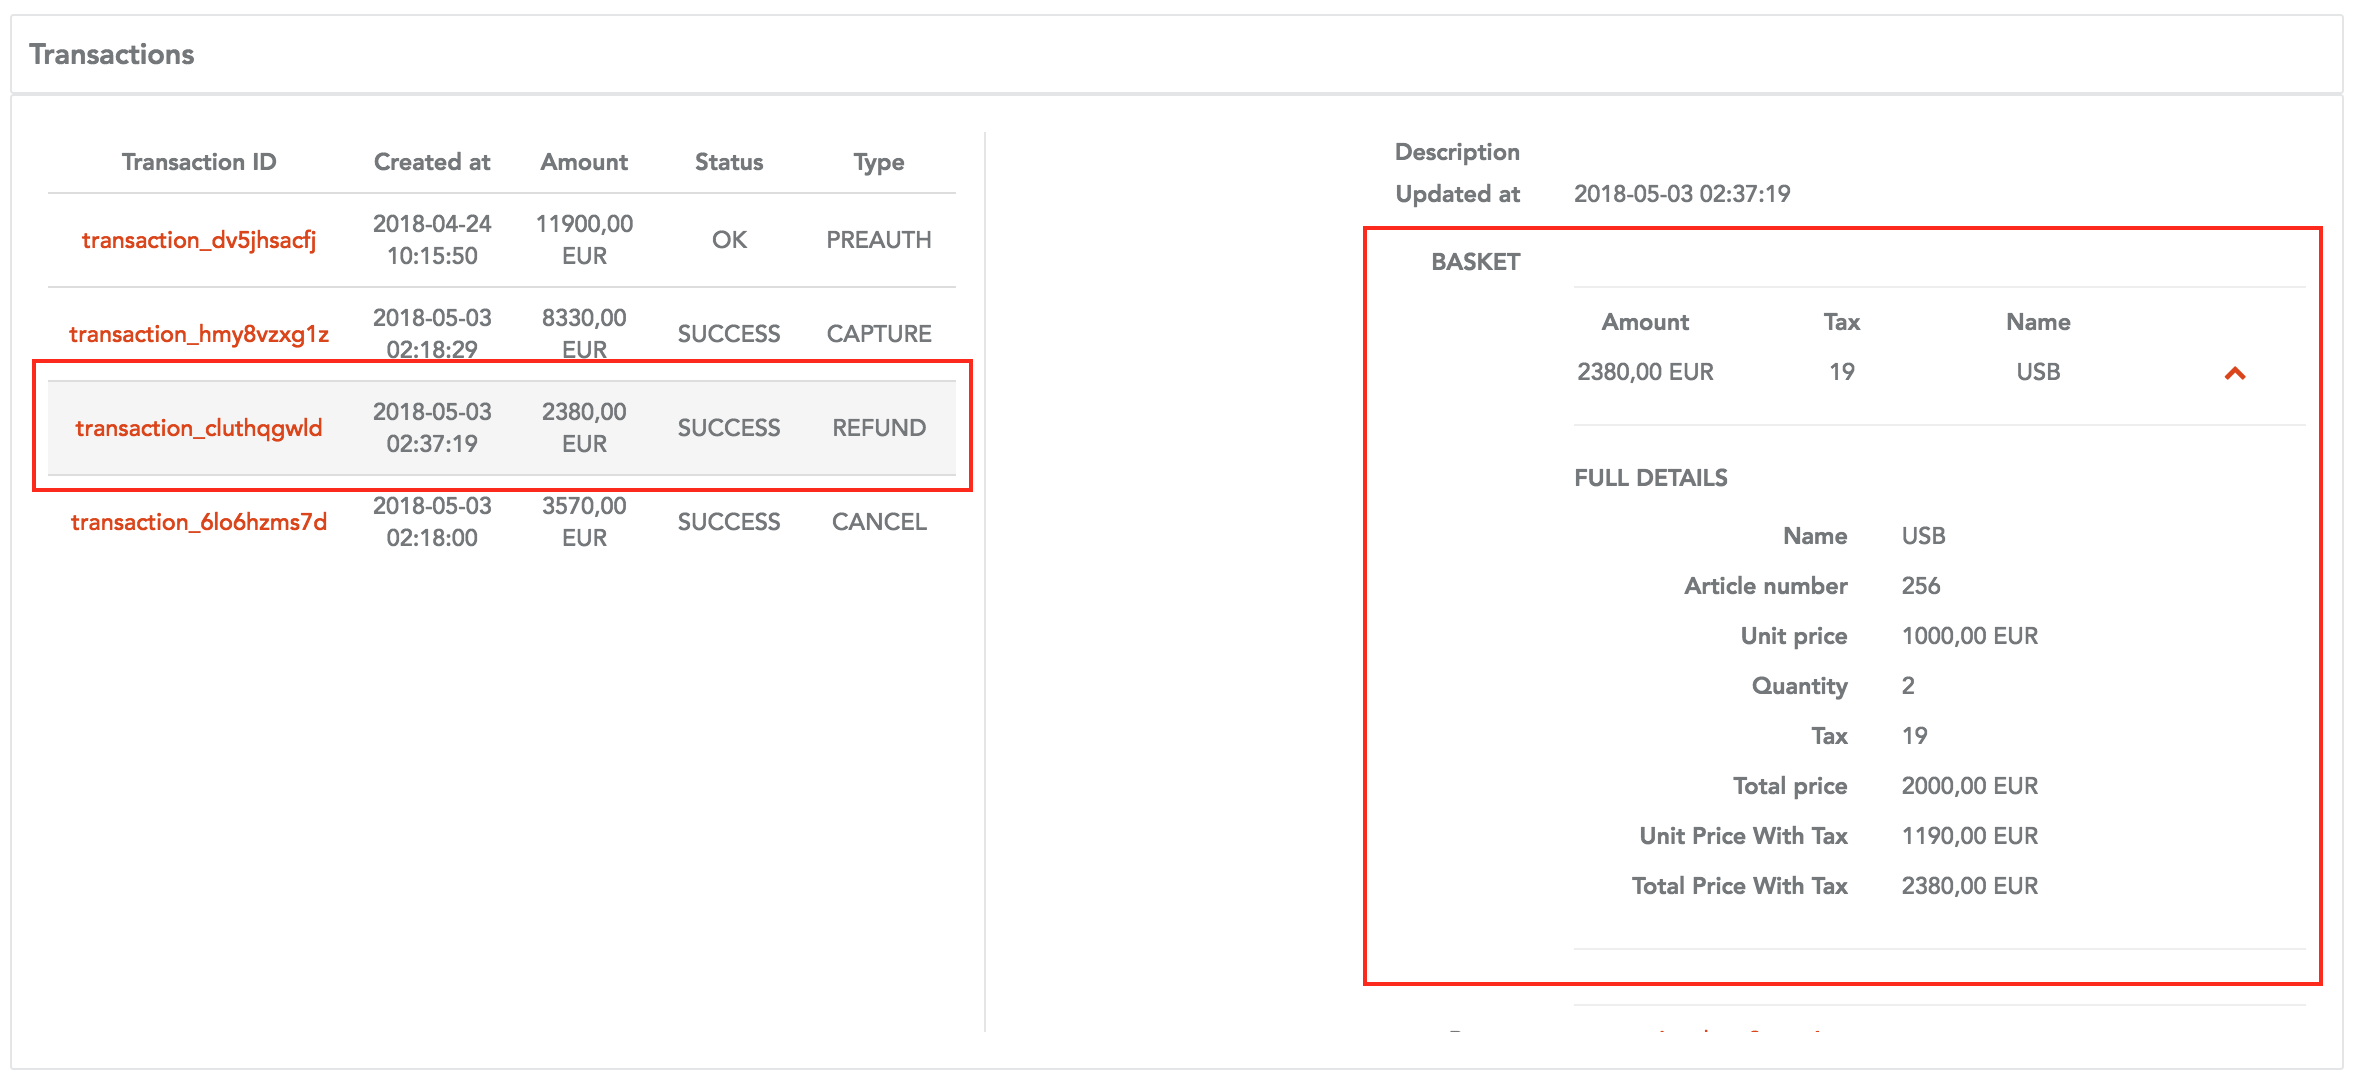 Transactions
Transaction ID Created at Amount Status Type
transaction_dv5jhsacfj 2018-04-24 10:15:50 11900,00 EUR OK PREAUTH
transaction_hmy8vzxg1z 2018-05-03 02:18:29 8330,00 EUR SUCCESS CAPTURE
transaction_cluthqgwld 2018-05-03 02:37:19 2380,00 EUR SUCCESS REFUND
transaction_6lo6hzms7d 2018-05-03 02:18:00 3570,00 EUR SUCCESS CANCEL
Description
Updated at 2018-05-03 02:37:19
BASKET
Amount Tax Name
2380,00 EUR 19 USB
FULL DETAILS
Name USB
Article number 256
Unit price 1000,00 EUR
Quantity 2
Tax 19
Total price 2000,00 EUR
Unit Price With Tax 1190,00 EUR
Total Price With Tax 2380,00 EUR